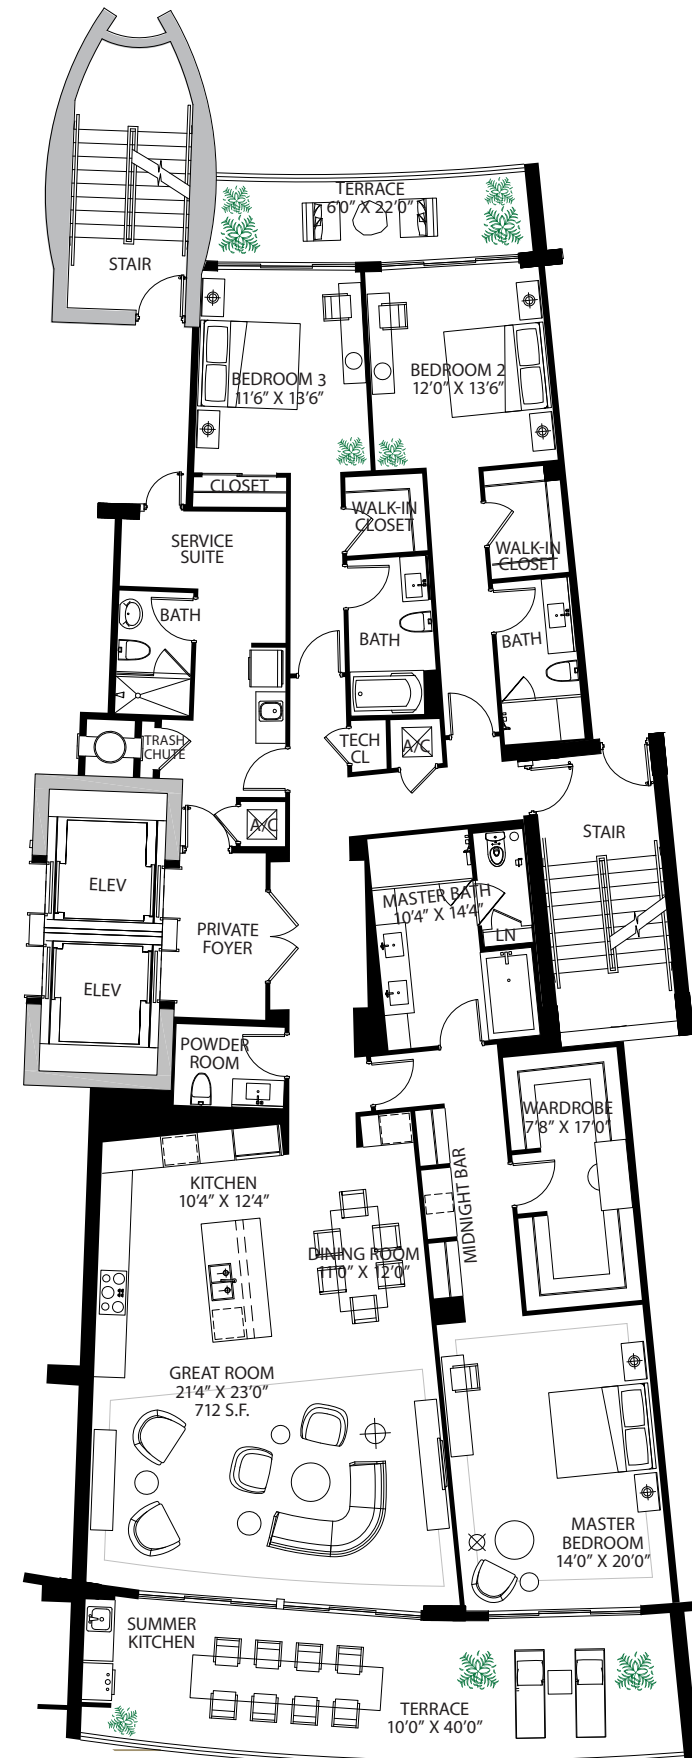 TERRACE
6'0" X 22'0"
STAIR
BEDROOM 3
11'6" X 13'6"
BEDROOM 2
12'0" X 13'6"
CLOSET
WALK-IN
CLOSET
SERVICE
SUITE
WALK-IN
CLOSET
BATH
BATH
BATH
TRASH
CHUTE
TECH
CL
A/C
A/C
STAIR
ELEV
MASTER BATH
10'4" X 14'4"
PRIVATE
FOYER
LN
ELEV
POWDER
ROOM
WARDROBE
7'8" X 17'0"
KITCHEN
10'4" X 12'4"
MIDNIGHT BAR
DINING ROOM
11'0" X 12'0"
GREAT ROOM
21'4" X 23'0"
712 S.F.
MASTER
BEDROOM
14'0" X 20'0"
SUMMER
KITCHEN
TERRACE
10'0" X 40'0"